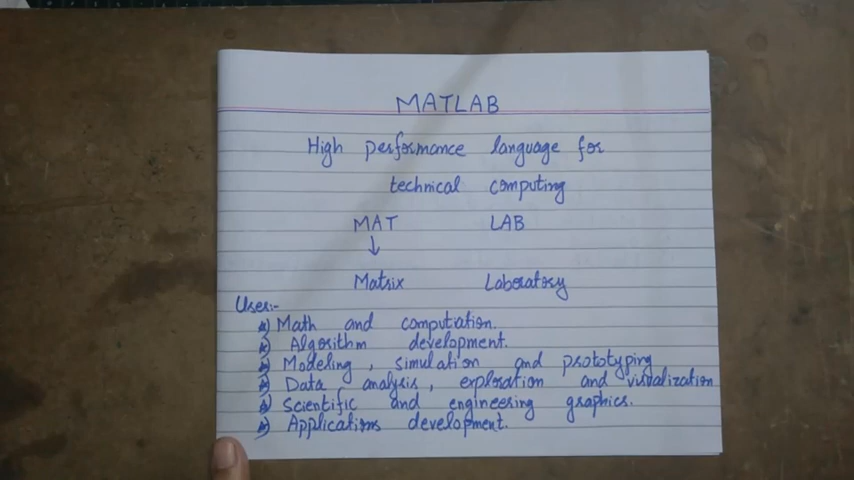 MATLAB
High performance language for
technical computing
MAT LAB
↓
Matrix Laboratory
Uses:-
*) Math and computation.
*) Algorithm development.
*) Modeling, simulation and prototyping
*) Data analysis, exploration and visualization
*) Scientific and engineering graphics.
*) Applications development.